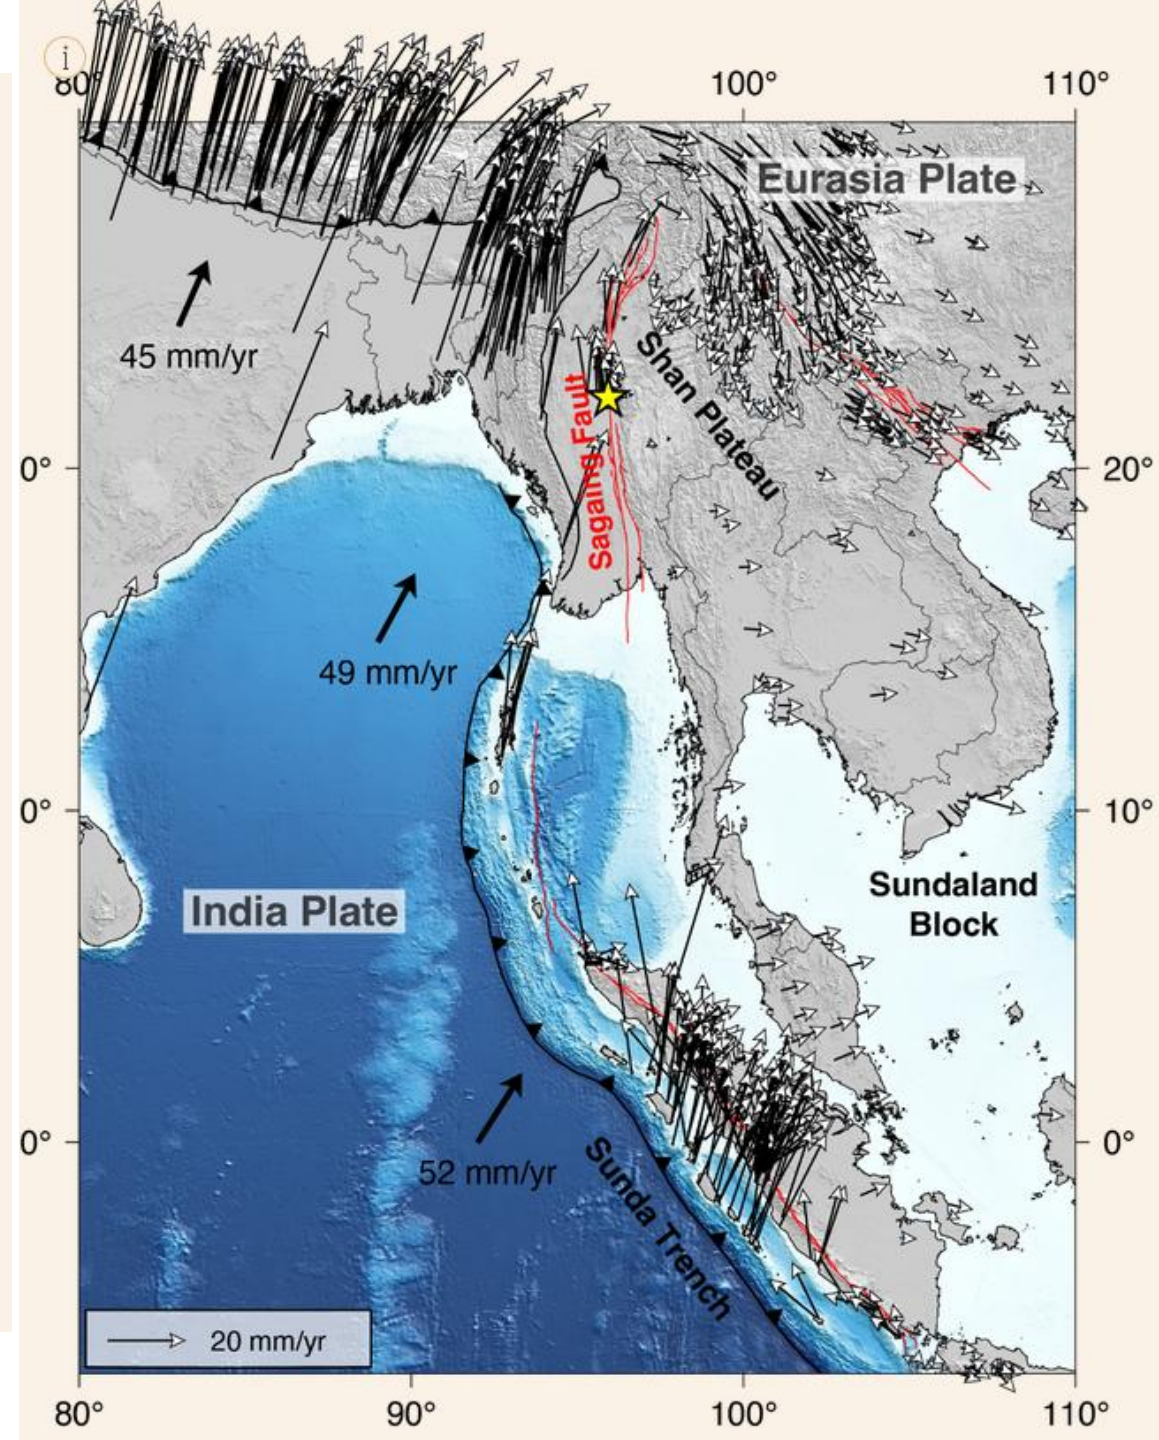 i
80° 90° 100° 110°
Eurasia Plate
45 mm/yr
Shan Plateau
Sagaing Fault
0° 20°
49 mm/yr
0° 10°
India Plate
Sundaland
Block
52 mm/yr
0° 0°
Sunda Trench
20 mm/yr
80° 90° 100° 110°